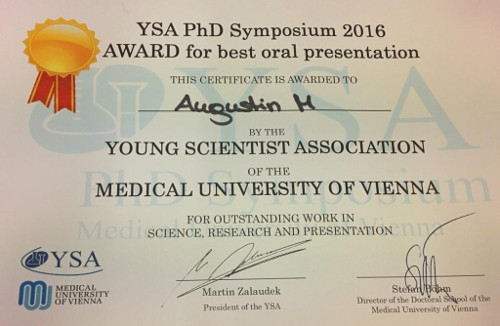 YSA PhD Symposium 2016
AWARD for best oral presentation
THIS CERTIFICATE IS AWARDED TO
Augustin M
BY THE
YOUNG SCIENTIST ASSOCIATION
OF THE
MEDICAL UNIVERSITY OF VIENNA
FOR OUTSTANDING WORK IN
SCIENCE, RESEARCH AND PRESENTATION
YSA
PhD Symposium
Medical University of Vienna
YSA
MEDICAL
UNIVERSITY
OF VIENNA
Martin Zalaudek
President of the YSA
Stefan Böhm
Director of the Doctoral School of the
Medical University of Vienna